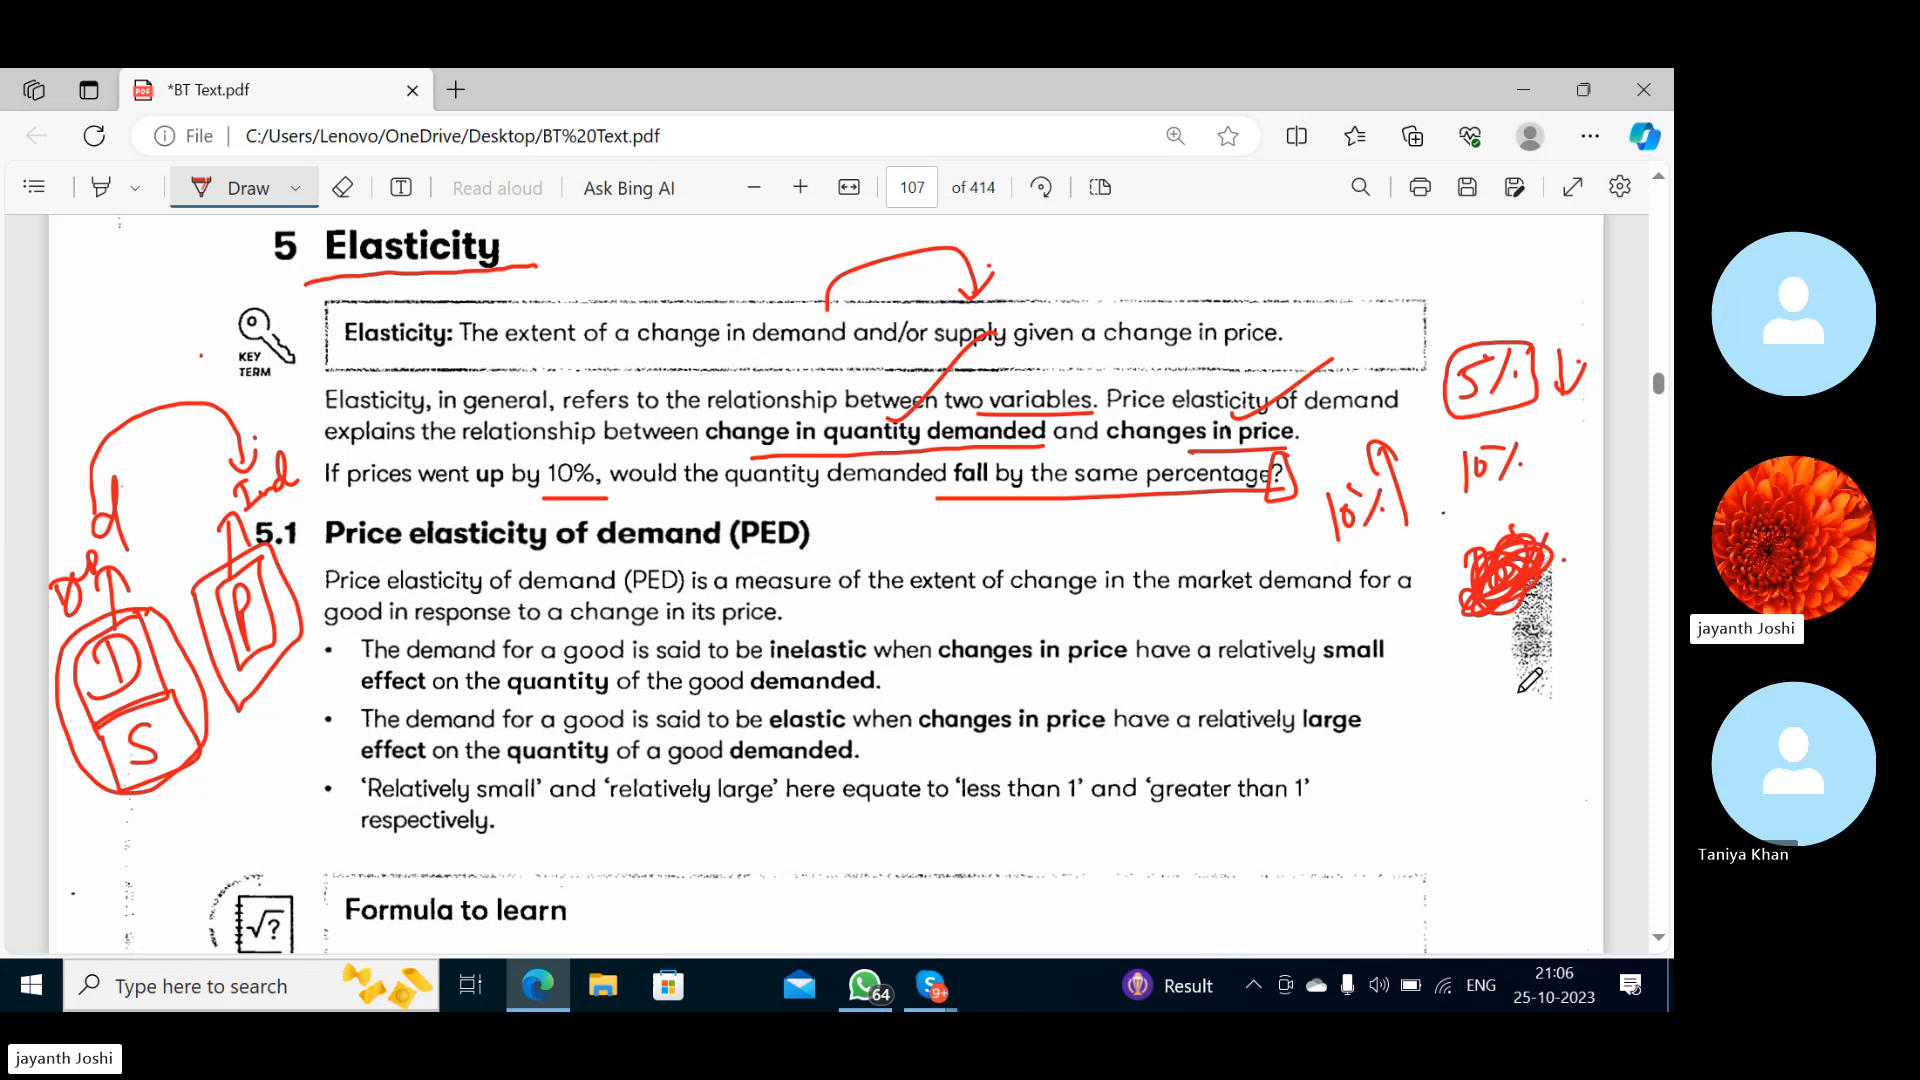 *BT Text.pdf
File
C:/Users/Lenovo/OneDrive/Desktop/BT%20Text.pdf
Draw
Read aloud
Ask Bing AI
107
of 414
5 Elasticity
KEY
TERM
Elasticity: The extent of a change in demand and/or supply given a change in price.
5%
Elasticity, in general, refers to the relationship between two variables. Price elasticity of demand
explains the relationship between change in quantity demanded and changes in price.
If prices went up by 10%, would the quantity demanded fall by the same percentage?
10%
10%
d
Ind
5.1 Price elasticity of demand (PED)
Dep
P
D
S
Price elasticity of demand (PED) is a measure of the extent of change in the market demand for a
good in response to a change in its price.
• The demand for a good is said to be inelastic when changes in price have a relatively small
effect on the quantity of the good demanded.
• The demand for a good is said to be elastic when changes in price have a relatively large
effect on the quantity of a good demanded.
• ‘Relatively small’ and ‘relatively large’ here equate to ‘less than 1’ and ‘greater than 1’
respectively.
√?
Formula to learn
Type here to search
64
9+
Result
ENG
21:06
25-10-2023
jayanth Joshi
Taniya Khan
jayanth Joshi